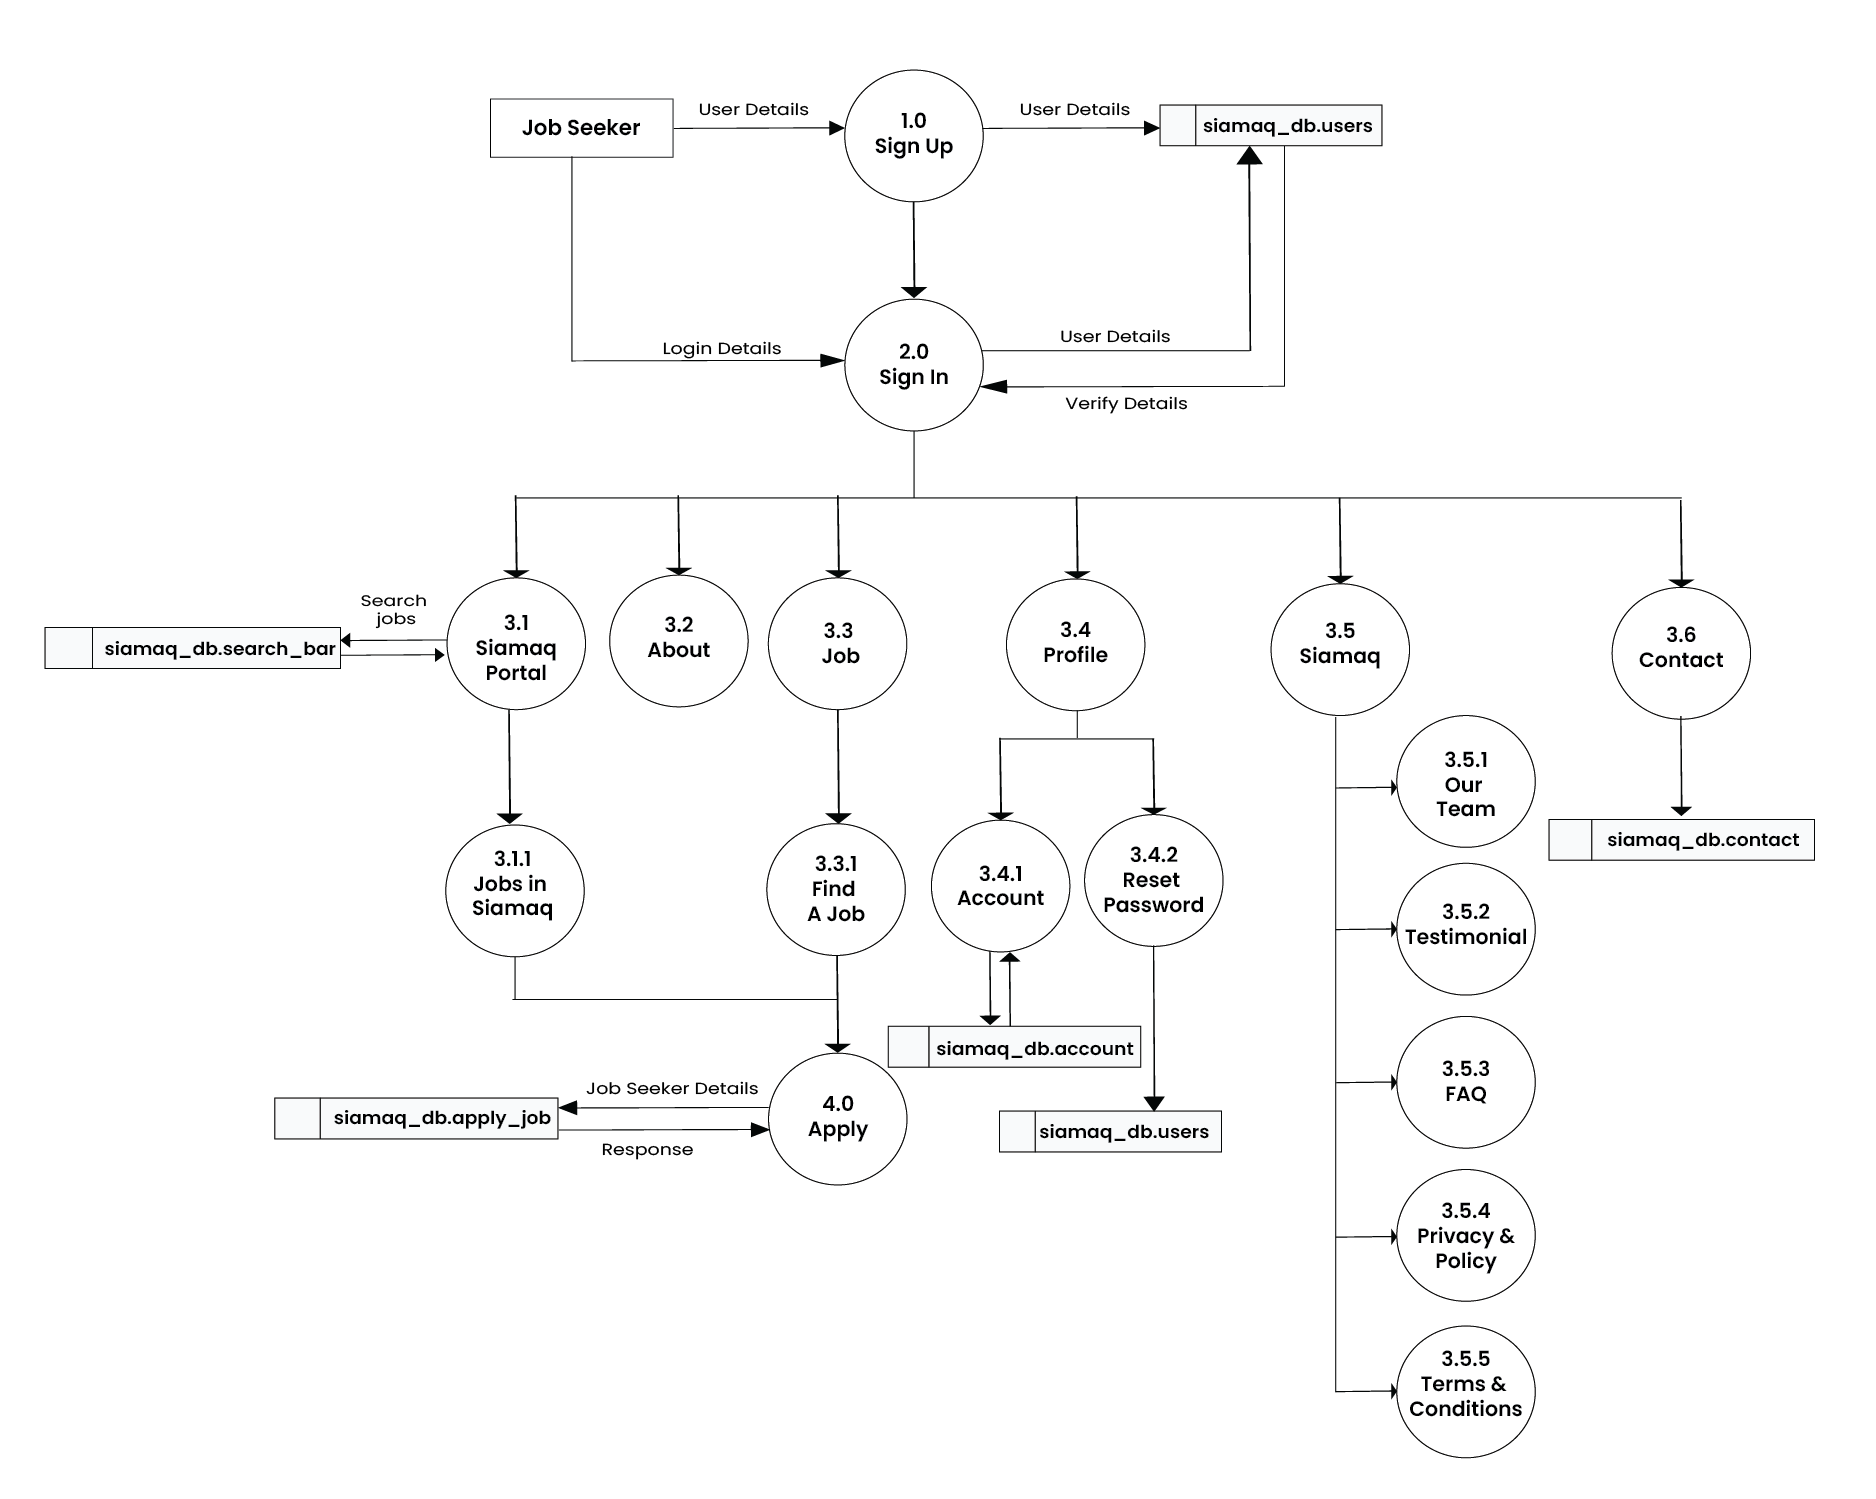 Job Seeker
User Details
1.0
Sign Up
User Details
siamaq_db.users
Login Details
2.0
Sign In
User Details
Verify Details
Search
jobs
siamaq_db.search_bar
3.1
Siamaq
Portal
3.2
About
3.3
Job
3.4
Profile
3.5
Siamaq
3.6
Contact
3.1.1
Jobs in
Siamaq
3.3.1
Find
A Job
3.4.1
Account
3.4.2
Reset
Password
3.5.1
Our
Team
siamaq_db.contact
3.5.2
Testimonial
siamaq_db.account
3.5.3
FAQ
Job Seeker Details
siamaq_db.apply_job
Response
4.0
Apply
siamaq_db.users
3.5.4
Privacy &
Policy
3.5.5
Terms &
Conditions